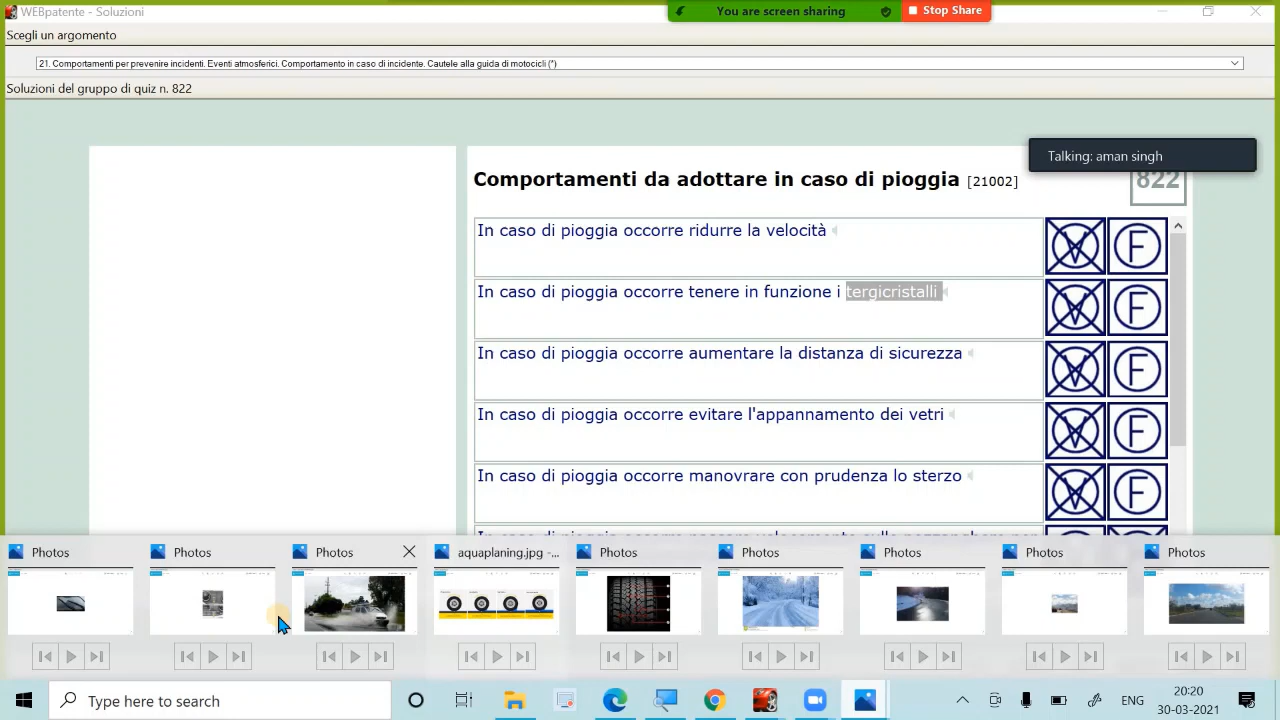 WEBpatente - Soluzioni
You are screen sharing
Stop Share
Scegli un argomento
21. Comportamenti per prevenire incidenti. Eventi atmosferici. Comportamento in caso di incidente. Cautele alla guida di motocicli (*)
Soluzioni del gruppo di quiz n. 822
Talking: aman singh
Comportamenti da adottare in caso di pioggia [21002]
822
In caso di pioggia occorre ridurre la velocità
V F
In caso di pioggia occorre tenere in funzione i tergicristalli
V F
In caso di pioggia occorre aumentare la distanza di sicurezza
V F
In caso di pioggia occorre evitare l'appannamento dei vetri
V F
In caso di pioggia occorre manovrare con prudenza lo sterzo
V F
In caso di pioggia occorre
Photos Photos Photos aquaplaning.jpg -... Photos Photos Photos Photos Photos
Type here to search
ENG
20:20
30-03-2021